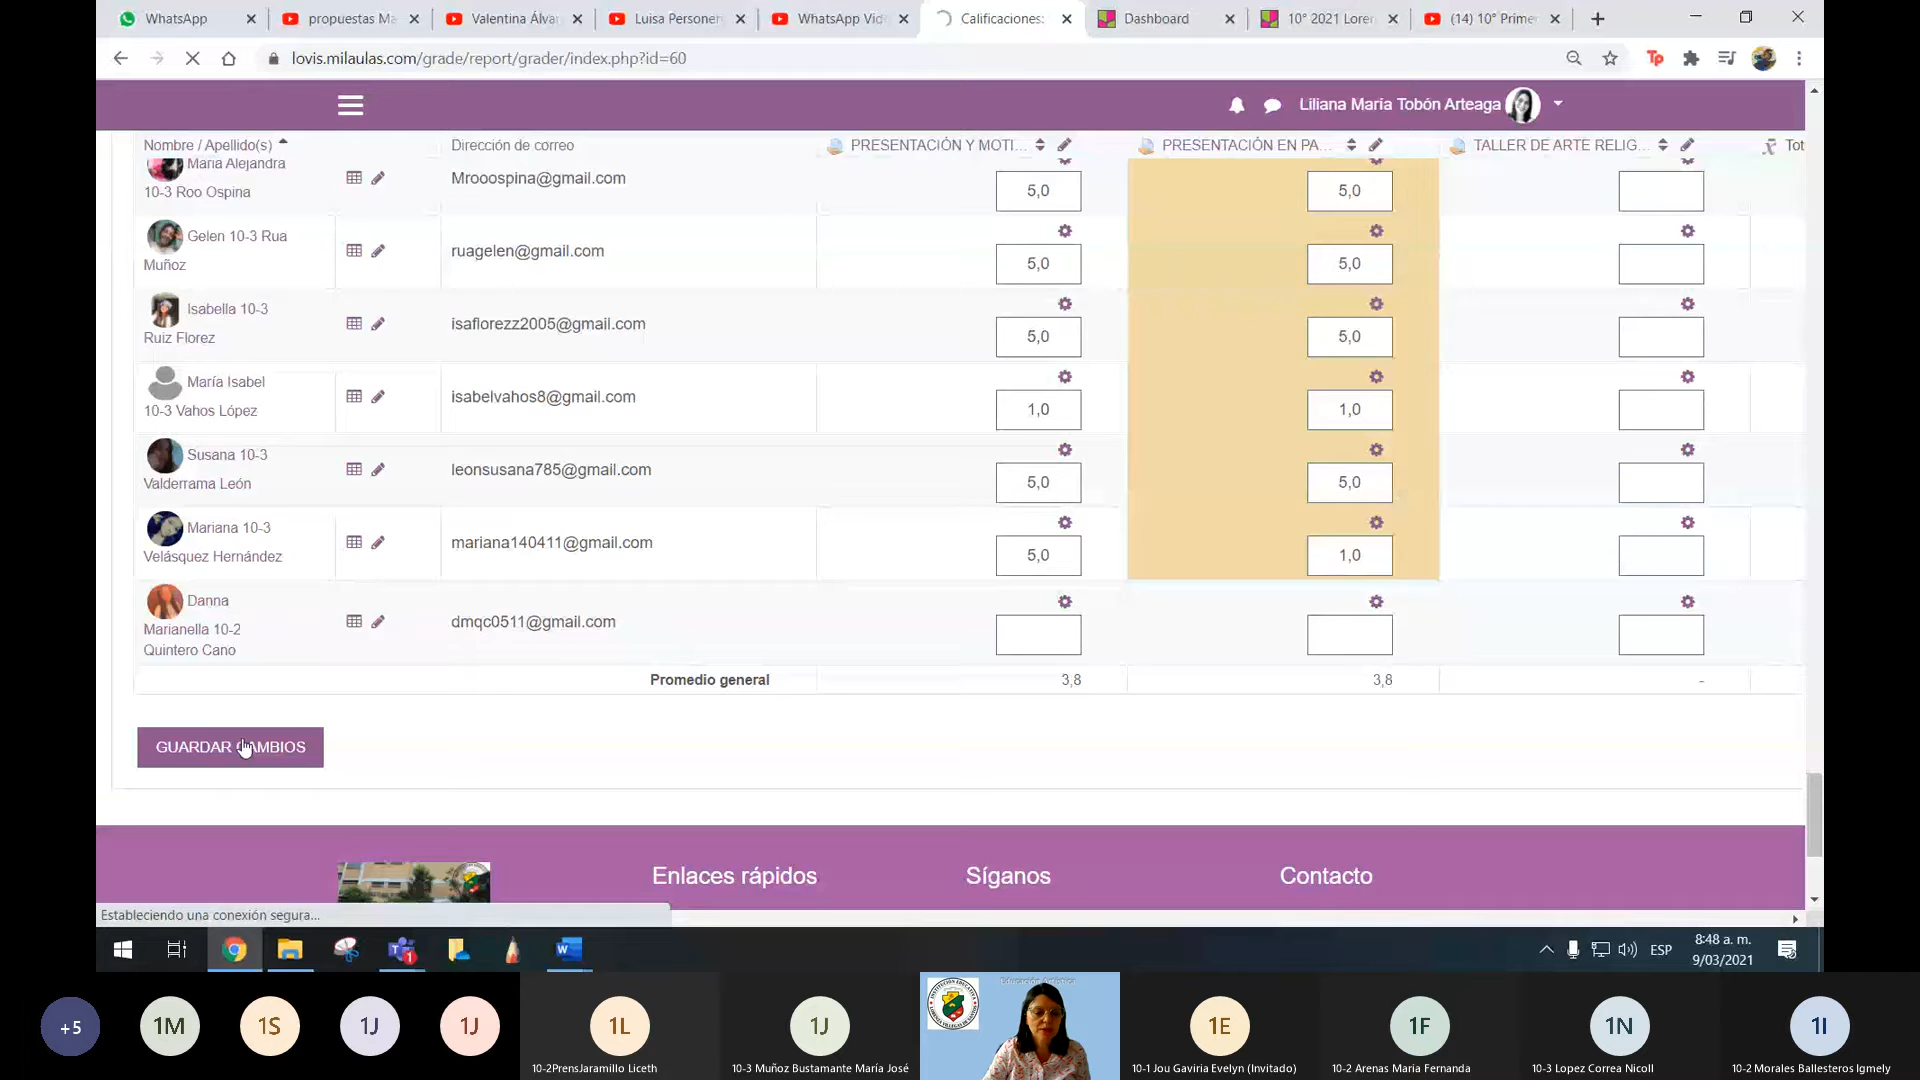 WhatsApp
propuestas Ma
Valentina Álvar
Luisa Personer
WhatsApp Vid
Calificaciones:
Dashboard
10° 2021 Loren
(14) 10° Prime
lovis.milaulas.com/grade/report/grader/index.php?id=60
Liliana María Tobón Arteaga
Nombre / Apellido(s)
Dirección de correo
PRESENTACIÓN Y MOTI...
PRESENTACIÓN EN PA...
TALLER DE ARTE RELIG...
Tot
María Alejandra
10-3 Roo Ospina
Mrooospina@gmail.com
5,0
5,0
Gelen 10-3 Rua
Muñoz
ruagelen@gmail.com
5,0
5,0
Isabella 10-3
Ruiz Florez
isaflorezz2005@gmail.com
5,0
5,0
María Isabel
10-3 Vahos López
isabelvahos8@gmail.com
1,0
1,0
Susana 10-3
Valderrama León
leonsusana785@gmail.com
5,0
5,0
Mariana 10-3
Velásquez Hernández
mariana140411@gmail.com
5,0
1,0
Danna
Marianella 10-2
Quintero Cano
dmqc0511@gmail.com
Promedio general
3,8
3,8
-
GUARDAR CAMBIOS
Enlaces rápidos
Síganos
Contacto
Estableciendo una conexión segura...
ESP
8:48 a. m.
9/03/2021
+5
1M
1S
1J
1J
1L
10-2PrensJaramillo Liceth
1J
10-3 Muñoz Bustamante María José
Educación Artística
1E
10-1 Jou Gaviria Evelyn (Invitado)
1F
10-2 Arenas Maria Fernanda
1N
10-3 Lopez Correa Nicoll
1I
10-2 Morales Ballesteros Igmely